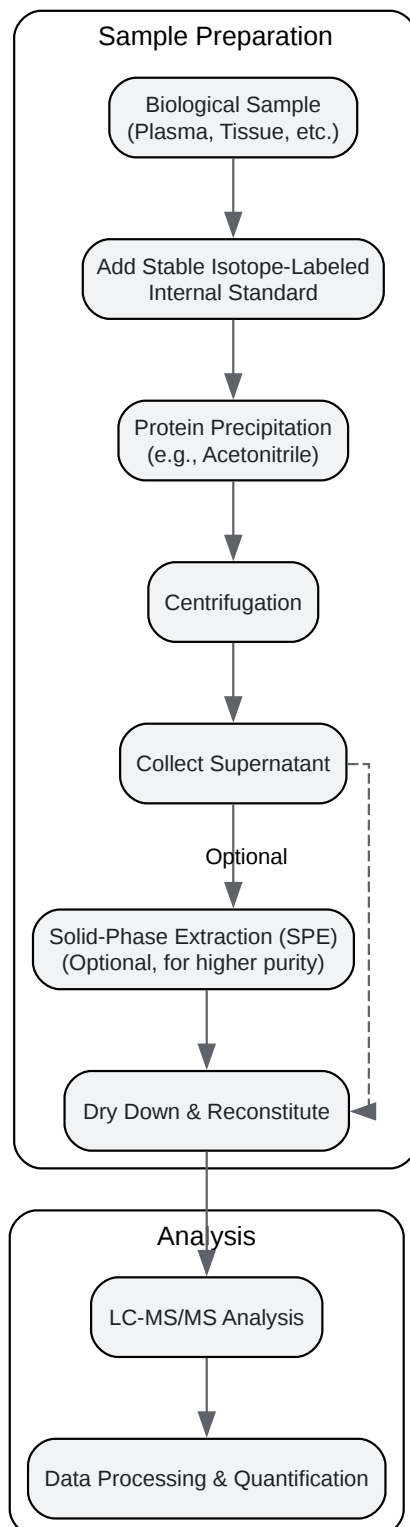 Sample Preparation
Biological Sample
(Plasma, Tissue, etc.)
Add Stable Isotope-Labeled
Internal Standard
Protein Precipitation
(e.g., Acetonitrile)
Centrifugation
Collect Supernatant
Optional
Solid-Phase Extraction (SPE)
(Optional, for higher purity)
Dry Down & Reconstitute
Analysis
LC-MS/MS Analysis
Data Processing & Quantification